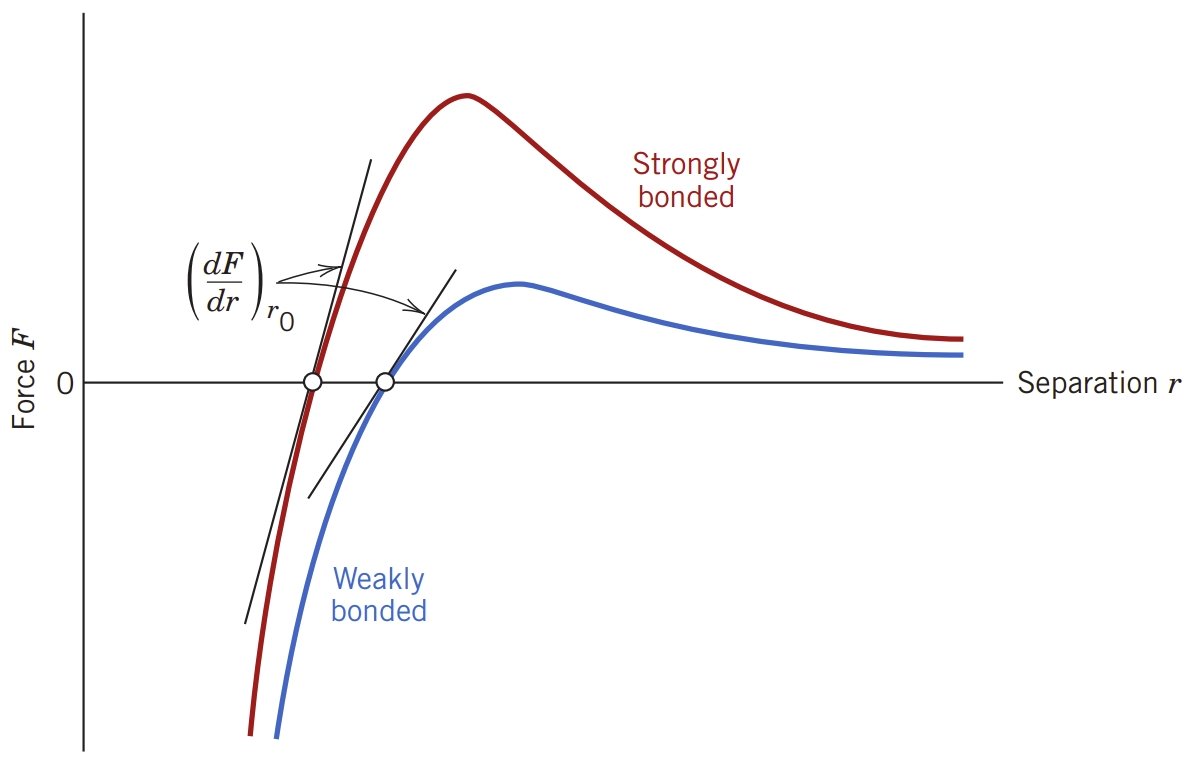 Strongly
bonded
(dF/dr)r0
Force F
0
Separation r
Weakly
bonded